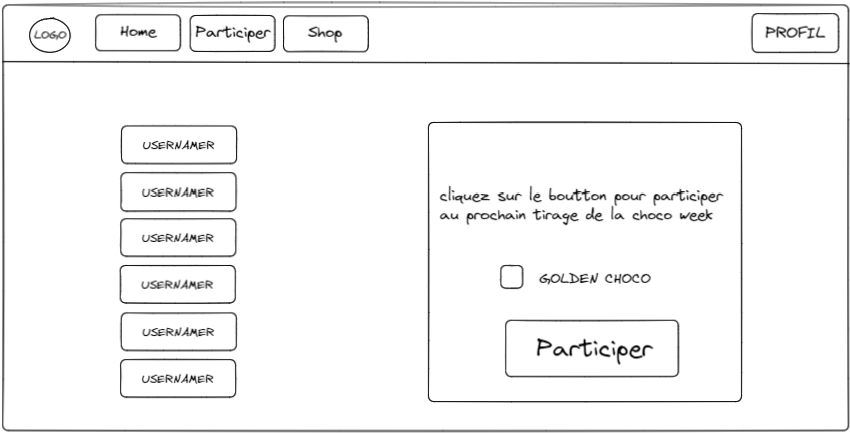 LOGO
Home
Participer
Shop
PROFIL
USERNAMER
USERNAMER
USERNAMER
USERNAMER
USERNAMER
USERNAMER
cliquez sur le boutton pour participer
au prochain tirage de la choco week
GOLDEN CHOCO
Participer